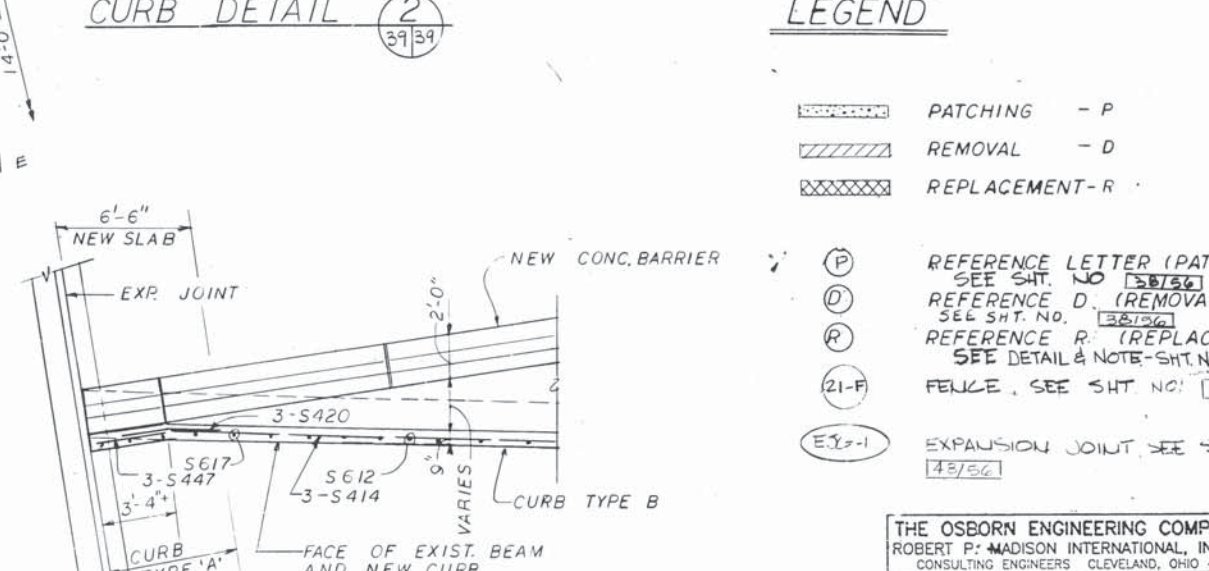 CURB DETAIL 2
39 39
14'-0
E
6'-6"
NEW SLAB
EXP. JOINT
NEW CONC. BARRIER
2'-0"
3-S420
S617
3-S447
3'-4"±
S612
3-S414
9"
VARIES
CURB TYPE B
CURB
TYPE 'A'
FACE OF EXIST. BEAM
AND NEW CURB
LEGEND
PATCHING - P
REMOVAL - D
REPLACEMENT-R
P REFERENCE LETTER (PAT
SEE SHT. NO 38/56
D REFERENCE D. (REMOVA
SEE SHT. NO. 38/56
R REFERENCE R. (REPLAC
SEE DETAIL & NOTE-SHT. N
21-F FENCE. SEE SHT. NO.
EXPANSION JOINT. SEE S
43/56
THE OSBORN ENGINEERING COMP
ROBERT P. MADISON INTERNATIONAL, IN
CONSULTING ENGINEERS CLEVELAND, OHIO